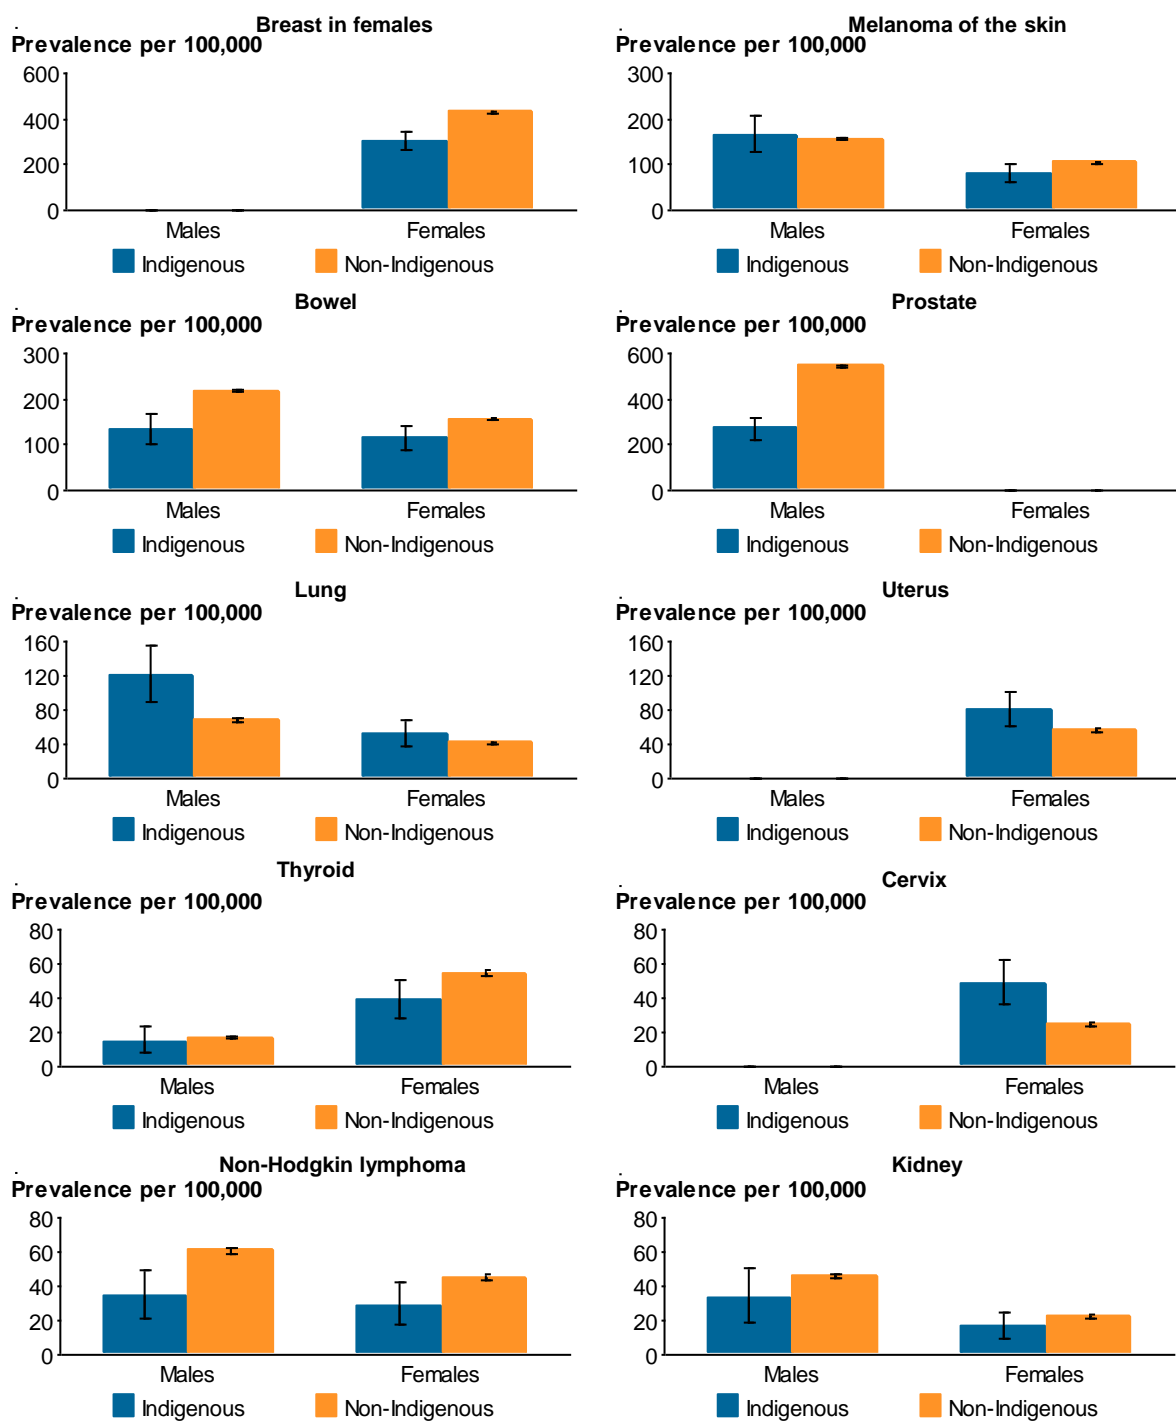 Breast in females
Prevalence per 100,000
600
400
200
0
Males Females
Indigenous Non-Indigenous
Melanoma of the skin
Prevalence per 100,000
300
200
100
0
Males Females
Indigenous Non-Indigenous
Bowel
Prevalence per 100,000
300
200
100
0
Males Females
Indigenous Non-Indigenous
Prostate
Prevalence per 100,000
600
400
200
0
Males Females
Indigenous Non-Indigenous
Lung
Prevalence per 100,000
160
120
80
40
0
Males Females
Indigenous Non-Indigenous
Uterus
Prevalence per 100,000
160
120
80
40
0
Males Females
Indigenous Non-Indigenous
Thyroid
Prevalence per 100,000
80
60
40
20
0
Males Females
Indigenous Non-Indigenous
Cervix
Prevalence per 100,000
80
60
40
20
0
Males Females
Indigenous Non-Indigenous
Non-Hodgkin lymphoma
Prevalence per 100,000
80
60
40
20
0
Males Females
Indigenous Non-Indigenous
Kidney
Prevalence per 100,000
80
60
40
20
0
Males Females
Indigenous Non-Indigenous